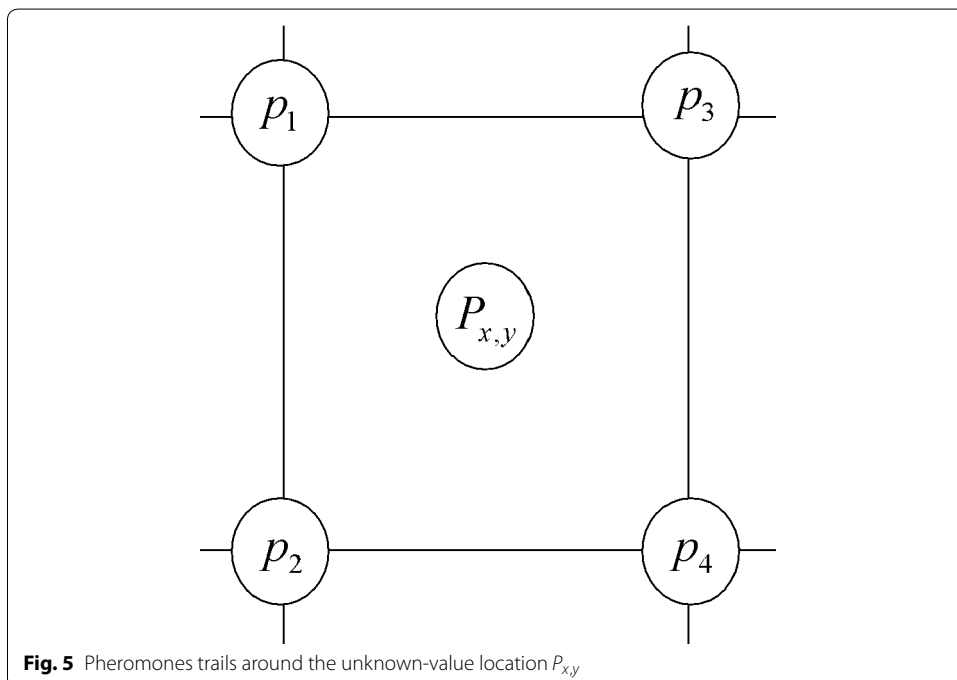 p₁ p₃
Pₓ,ᵧ
p₂ p₄
Fig. 5 Pheromones trails around the unknown-value location Pₓ,ᵧ